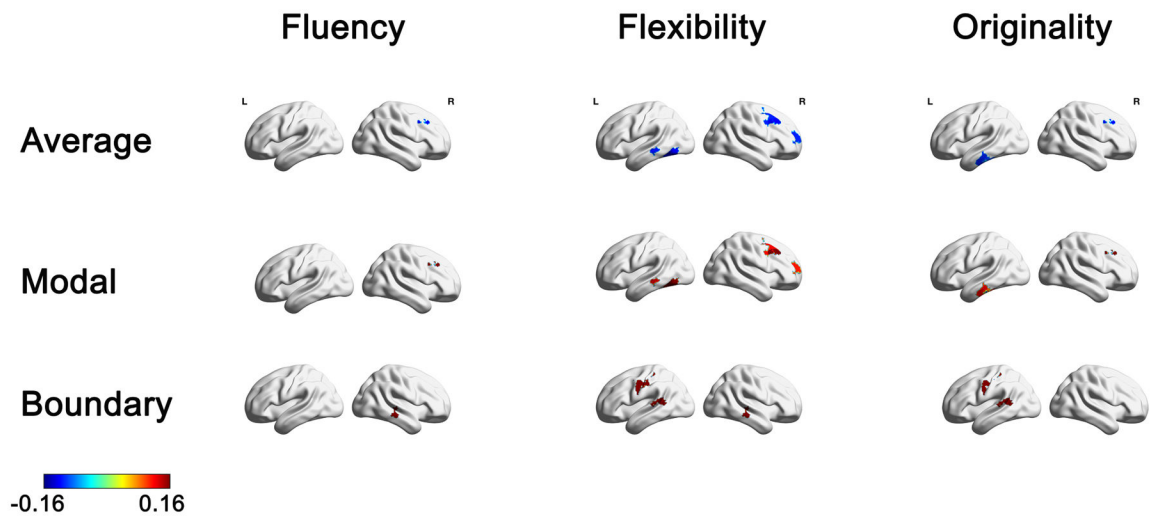 Fluency Flexibility Originality
L R L R L R
Average
Modal
Boundary
-0.16 0.16